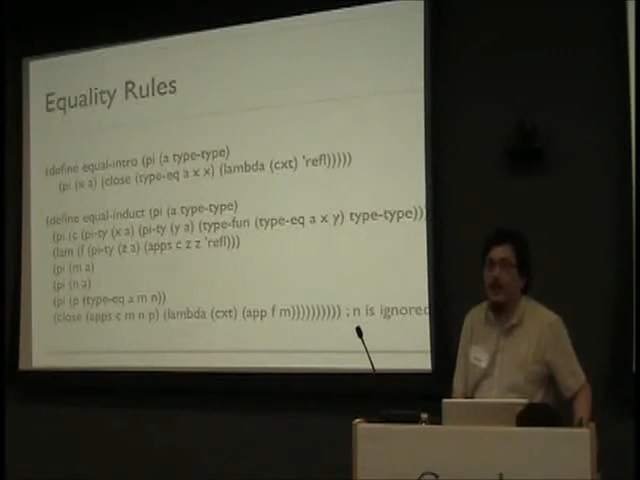 Equality Rules
(define equal-intro (pi (a type-type)
(pi (x a) (close (type-eq a x x) (lambda (cxt) 'refl)))))
(define equal-induct (pi (a type-type)
(pi (c (pi-ty (x a) (pi-ty (y a) (type-fun (type-eq a x y) type-type)))
(lam (f (pi-ty (z a) (apps c z z 'refl)))
(pi (m a)
(pi (n a)
(pi (p (type-eq a m n))
(close (apps c m n p) (lambda (cxt) (app f m)))))))))) ; n is ignored